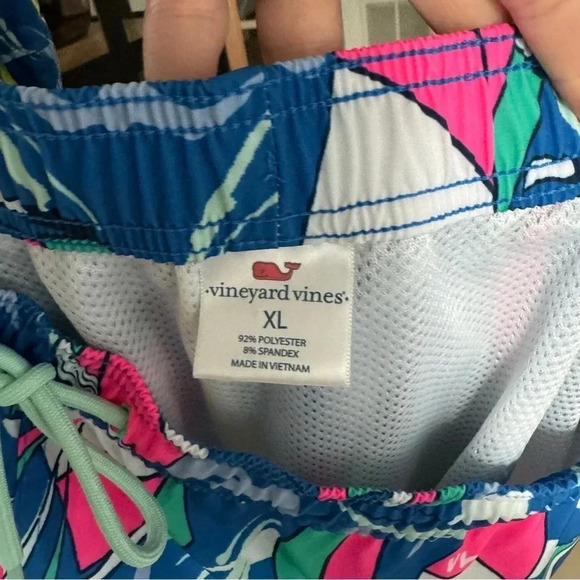 vineyard vines®
XL
92% POLYESTER
8% SPANDEX
MADE IN VIETNAM